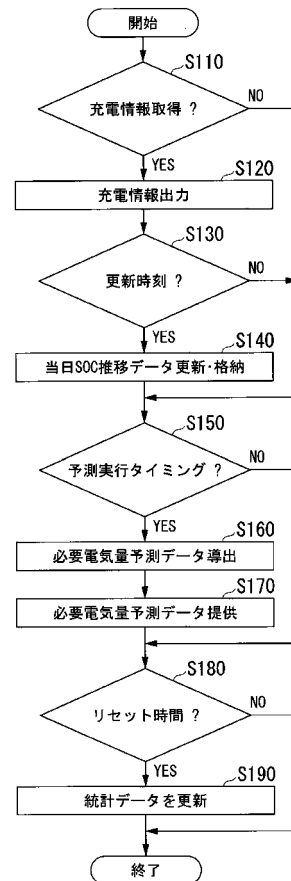 開始
S110
充電情報取得 ?
NO
YES
S120
充電情報出力
S130
更新時刻 ?
NO
YES
S140
当日SOC推移データ更新・格納
S150
予測実行タイミング ?
NO
YES
S160
必要電気量予測データ導出
S170
必要電気量予測データ提供
S180
リセット時間 ?
NO
YES
S190
統計データを更新
終了